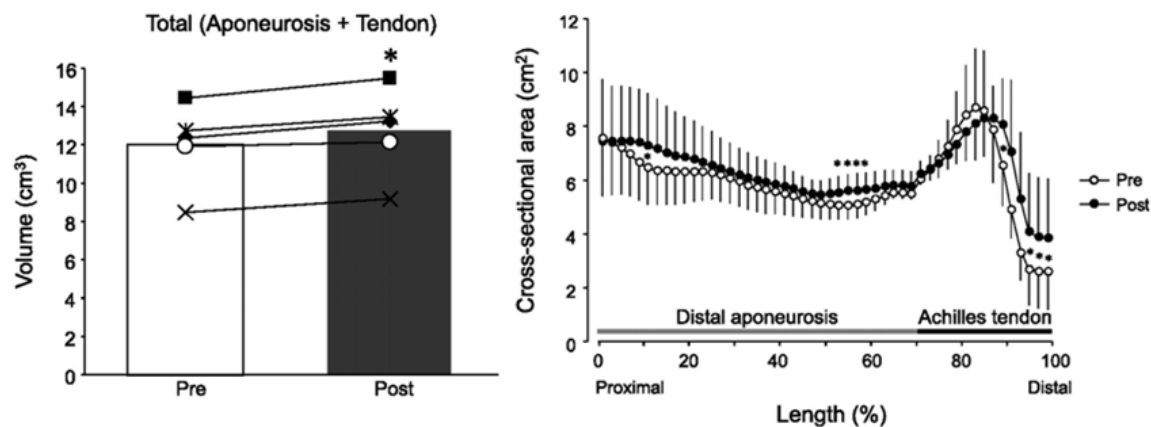 Total (Aponeurosis + Tendon)
*
16
14
12
10
8
6
4
2
0
Volume (cm³)
Pre Post
12
10
8
6
4
2
0
Cross-sectional area (cm²)
*
****
*
***
Pre
Post
Distal aponeurosis Achilles tendon
0 20 40 60 80 100
Proximal Distal
Length (%)